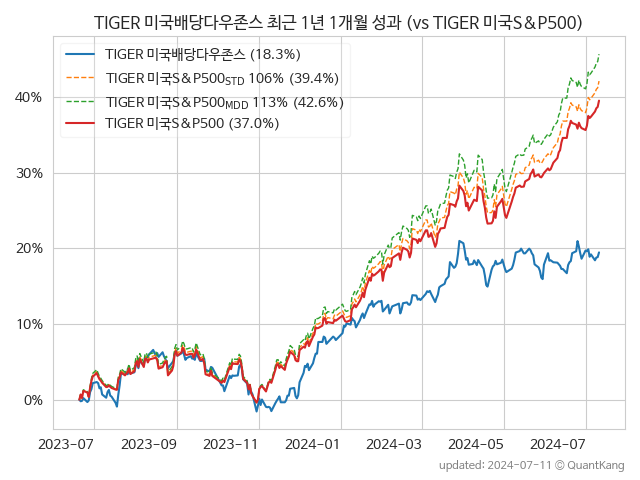 TIGER 미국배당다우존스 최근 1년 1개월 성과 (vs TIGER 미국S&P500)
TIGER 미국배당다우존스 (18.3%)
TIGER 미국S&P500STD 106% (39.4%)
TIGER 미국S&P500MDD 113% (42.6%)
TIGER 미국S&P500 (37.0%)
40%
30%
20%
10%
0%
2023-07 2023-09 2023-11 2024-01 2024-03 2024-05 2024-07
updated: 2024-07-11 © QuantKang